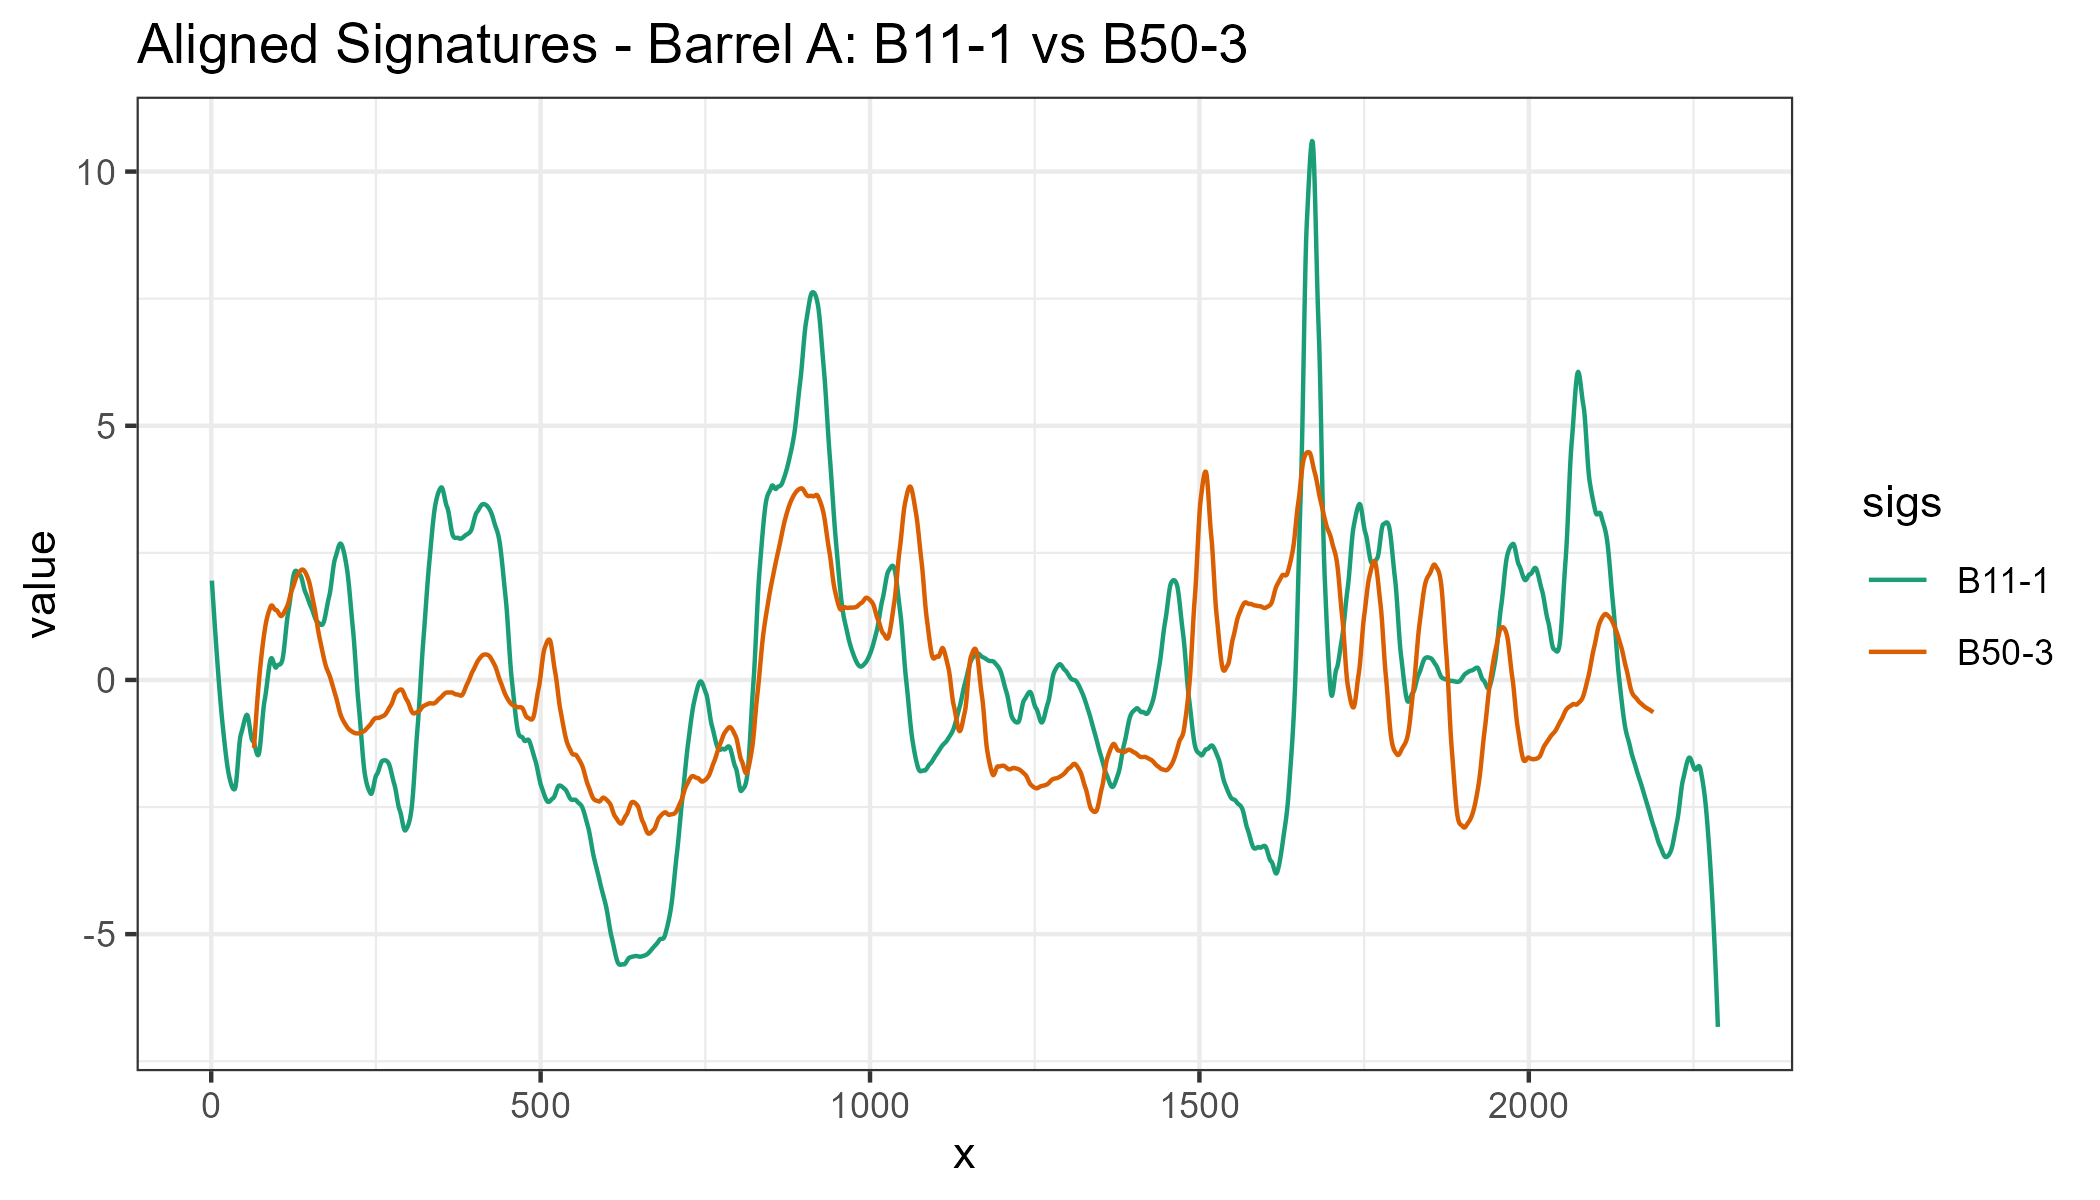 Aligned Signatures - Barrel A: B11-1 vs B50-3
value
10
5
0
-5
0 500 1000 1500 2000
x
sigs
B11-1
B50-3